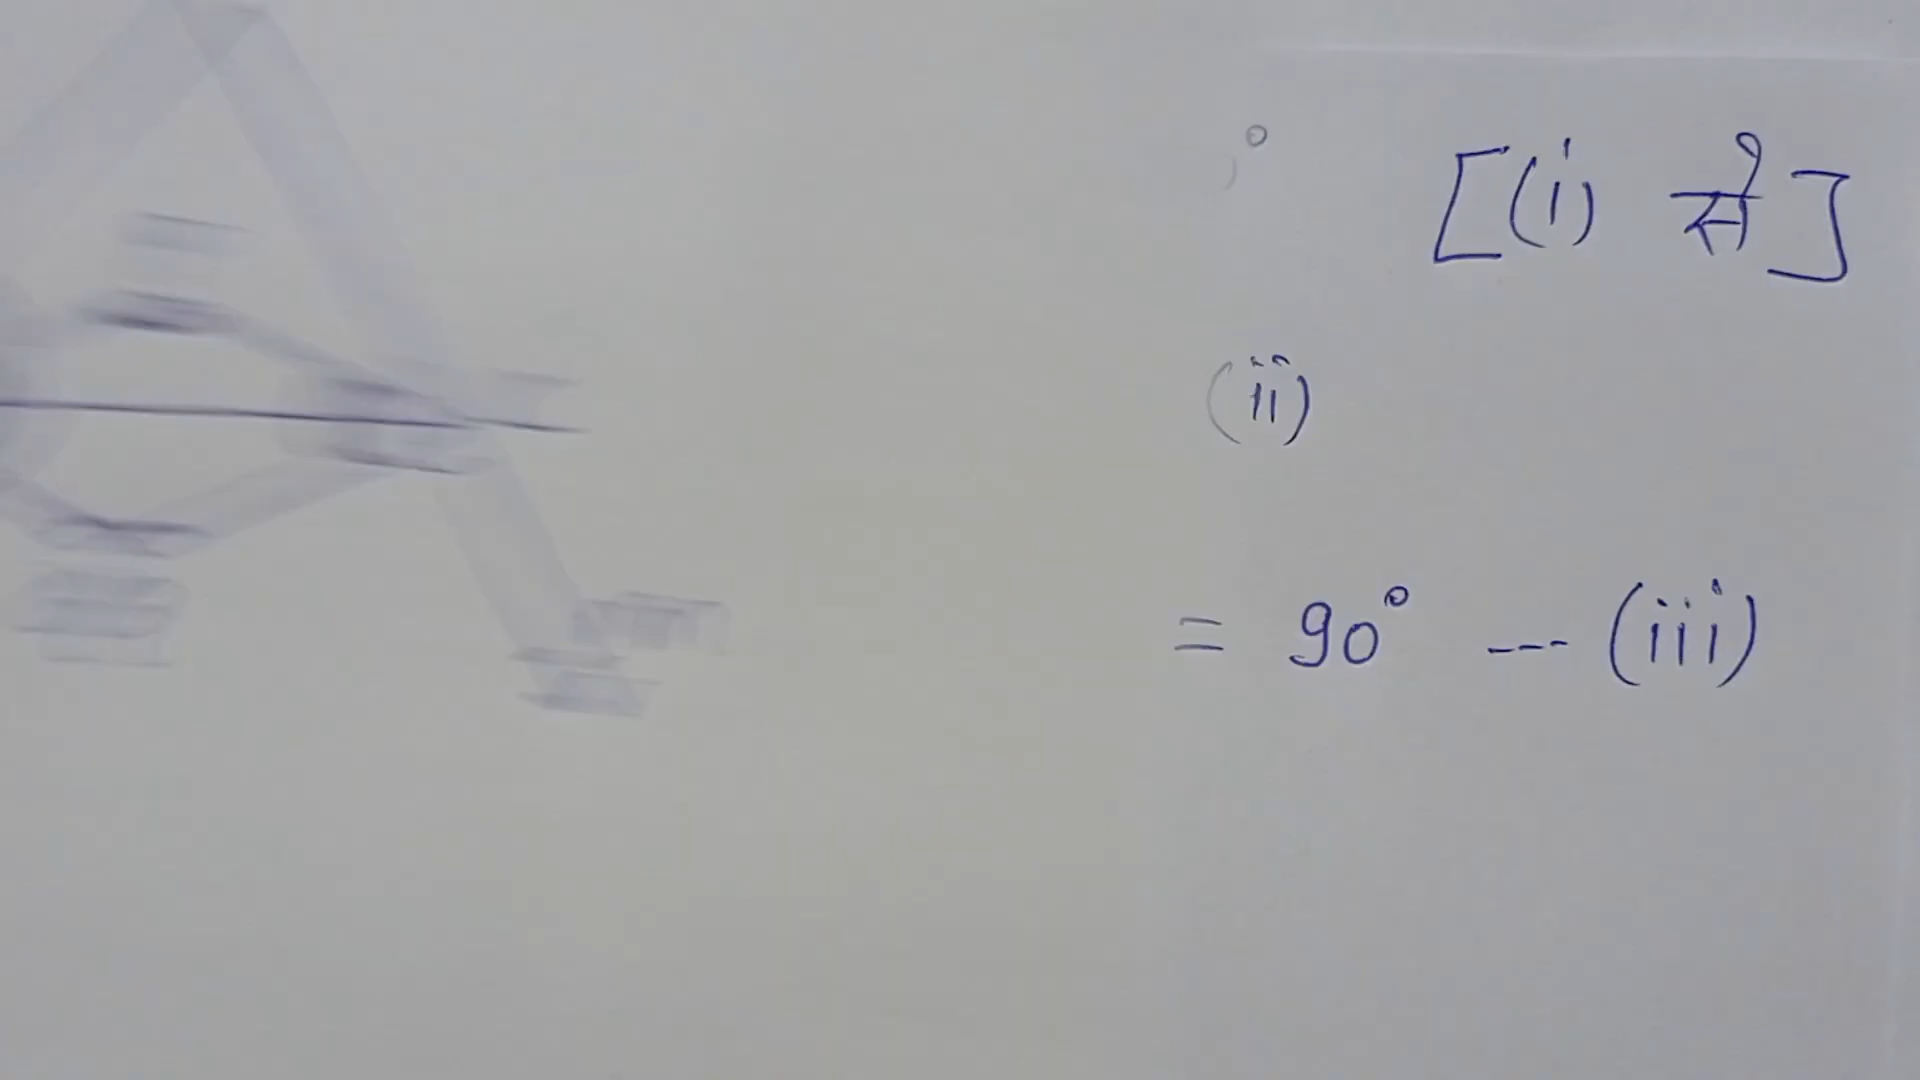 ° [(i) से]
(ii)
= 90° --- (iii)